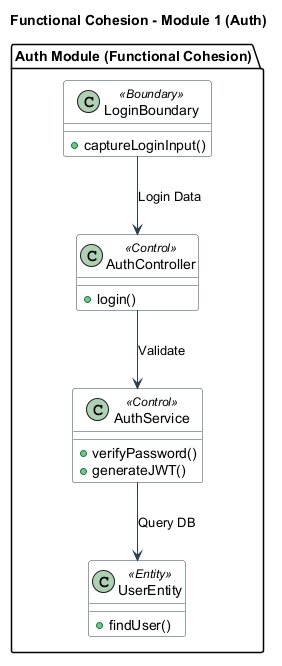 Functional Cohesion - Module 1 (Auth)
Auth Module (Functional Cohesion)
C
«Boundary»
LoginBoundary
captureLoginInput()
Login Data
C
«Control»
AuthController
login()
Validate
C
«Control»
AuthService
verifyPassword()
generateJWT()
Query DB
C
«Entity»
UserEntity
findUser()